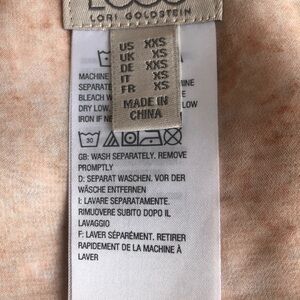 LORI GOLDSTEIN
US XXS
UK XS
DE XXS
IT XS
FR XS
MADE IN
CHINA
MACHINE
SEPARATE
BLEACH W
DRY LOW. LOW
IRON IF NE
30
GB: WASH SEPARATELY. REMOVE
PROMPTLY
D: SEPARAT WASCHEN. VOR DER
WÄSCHE ENTFERNEN
I: LAVARE SEPARATAMENTE.
RIMUOVERE SUBITO DOPO IL
LAVAGGIO
F: LAVER SÉPARÉMENT. RETIRER
RAPIDEMENT DE LA MACHINE À
LAVER